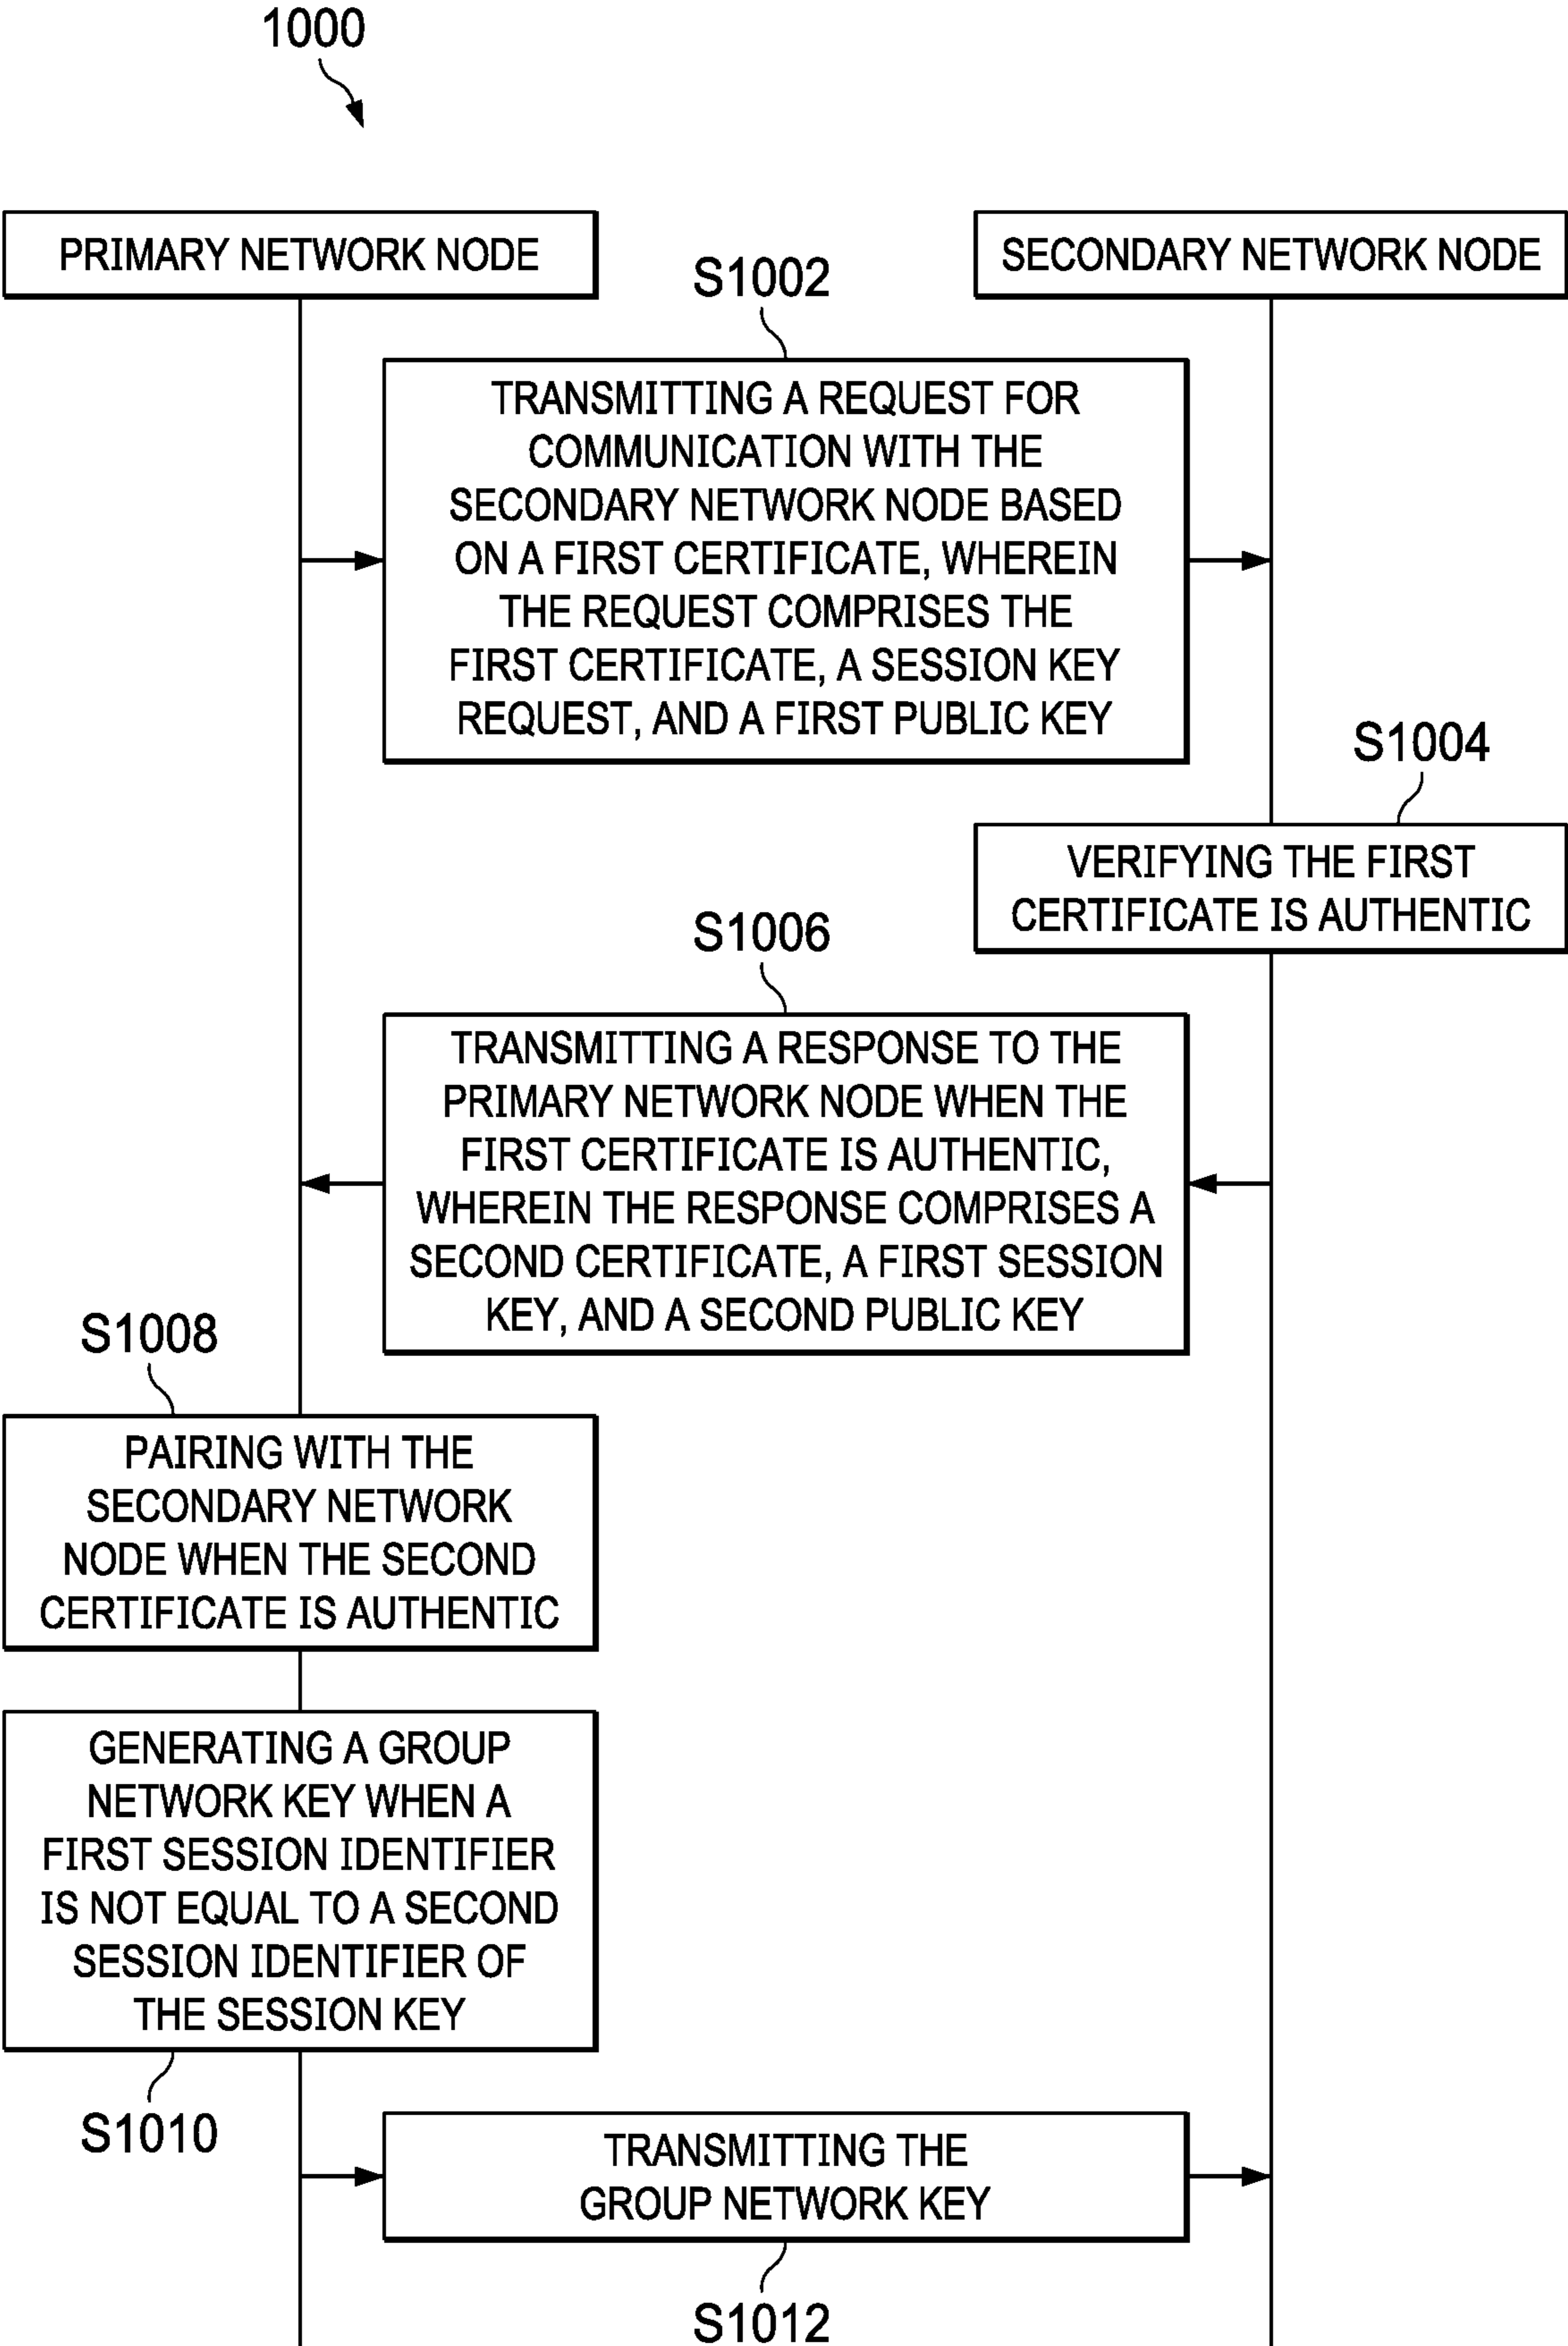 1000
PRIMARY NETWORK NODE
SECONDARY NETWORK NODE
S1002
TRANSMITTING A REQUEST FOR
COMMUNICATION WITH THE
SECONDARY NETWORK NODE BASED
ON A FIRST CERTIFICATE, WHEREIN
THE REQUEST COMPRISES THE
FIRST CERTIFICATE, A SESSION KEY
REQUEST, AND A FIRST PUBLIC KEY
S1004
VERIFYING THE FIRST
CERTIFICATE IS AUTHENTIC
S1006
TRANSMITTING A RESPONSE TO THE
PRIMARY NETWORK NODE WHEN THE
FIRST CERTIFICATE IS AUTHENTIC,
WHEREIN THE RESPONSE COMPRISES A
SECOND CERTIFICATE, A FIRST SESSION
KEY, AND A SECOND PUBLIC KEY
S1008
PAIRING WITH THE
SECONDARY NETWORK
NODE WHEN THE SECOND
CERTIFICATE IS AUTHENTIC
GENERATING A GROUP
NETWORK KEY WHEN A
FIRST SESSION IDENTIFIER
IS NOT EQUAL TO A SECOND
SESSION IDENTIFIER OF
THE SESSION KEY
S1010
TRANSMITTING THE
GROUP NETWORK KEY
S1012